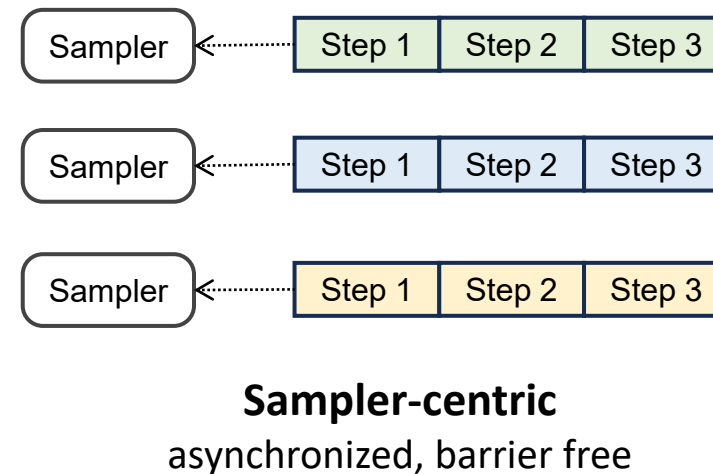 Sampler Step 1 Step 2 Step 3
Sampler Step 1 Step 2 Step 3
Sampler Step 1 Step 2 Step 3
Sampler-centric
asynchronized, barrier free